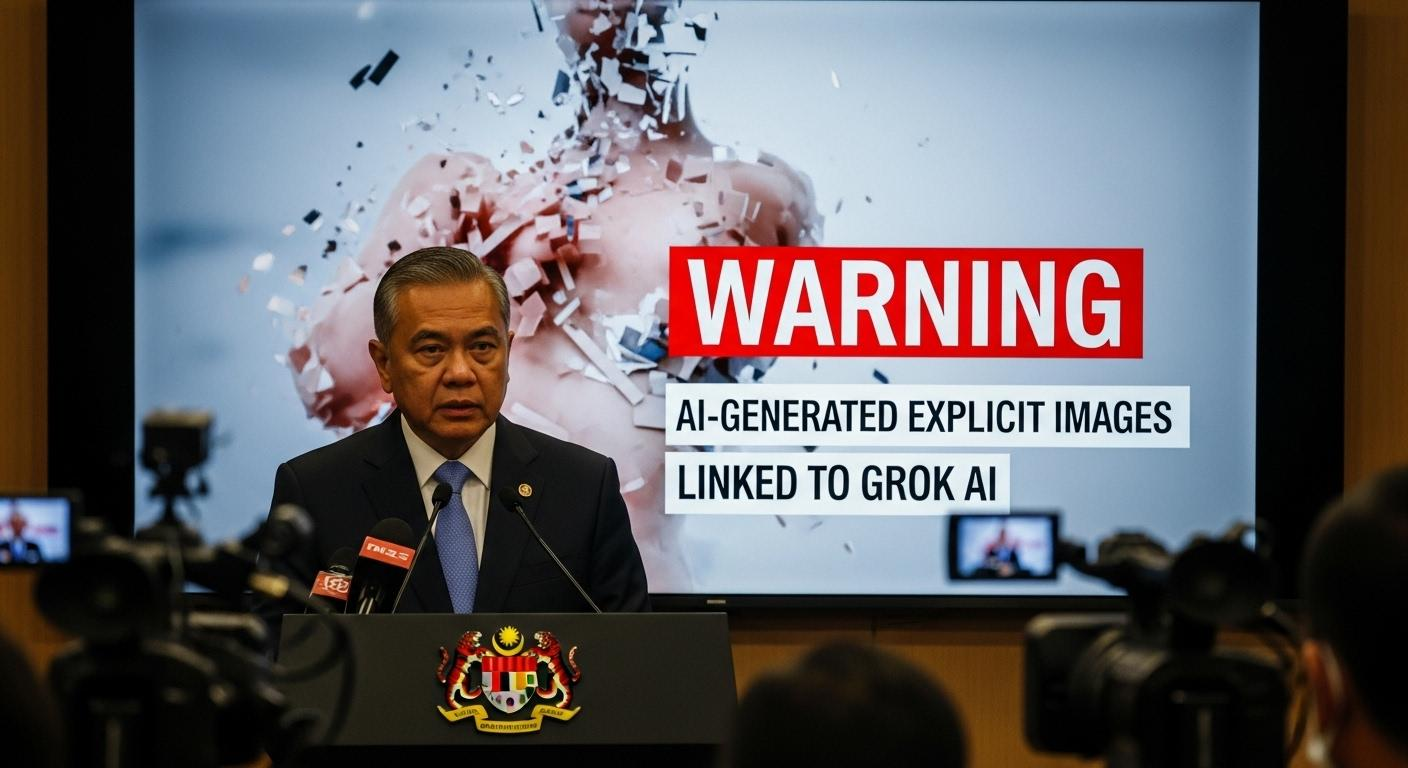 WARNING
AI-GENERATED EXPLICIT IMAGES
LINKED TO GROK AI